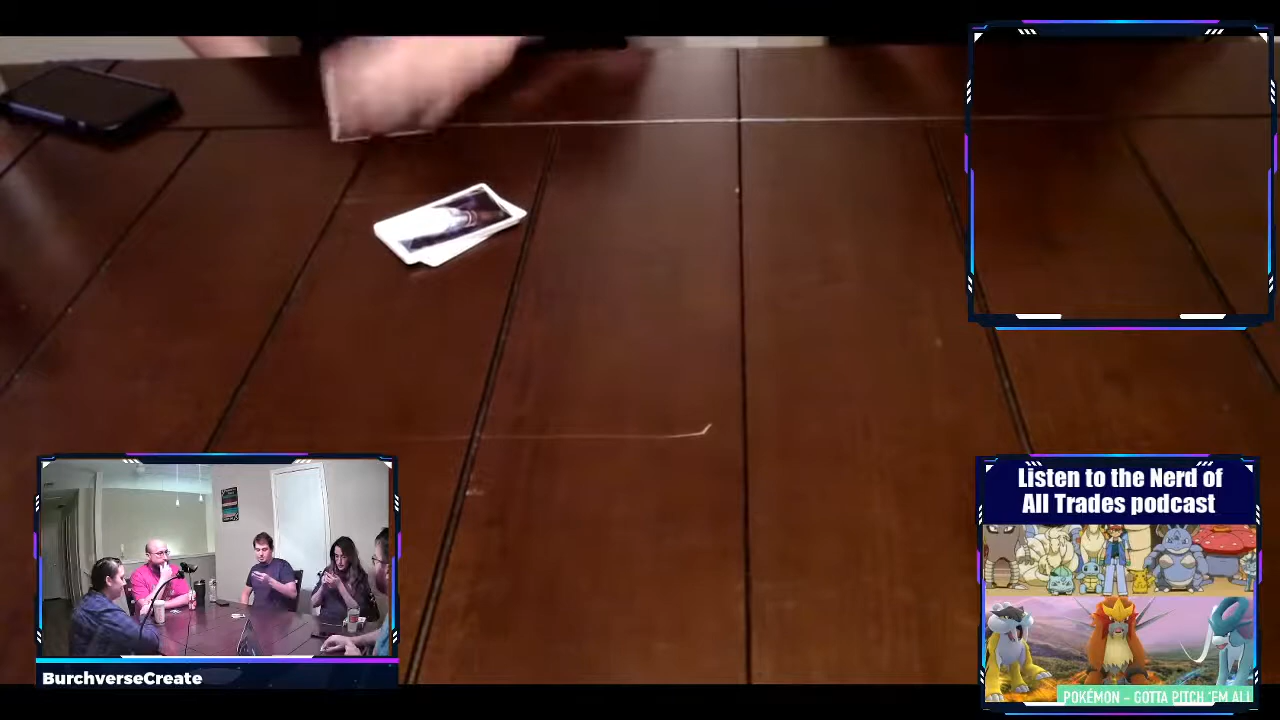 Listen to the Nerd of
All Trades podcast
POKÉMON - GOTTA PITCH 'EM ALL
BurchverseCreate